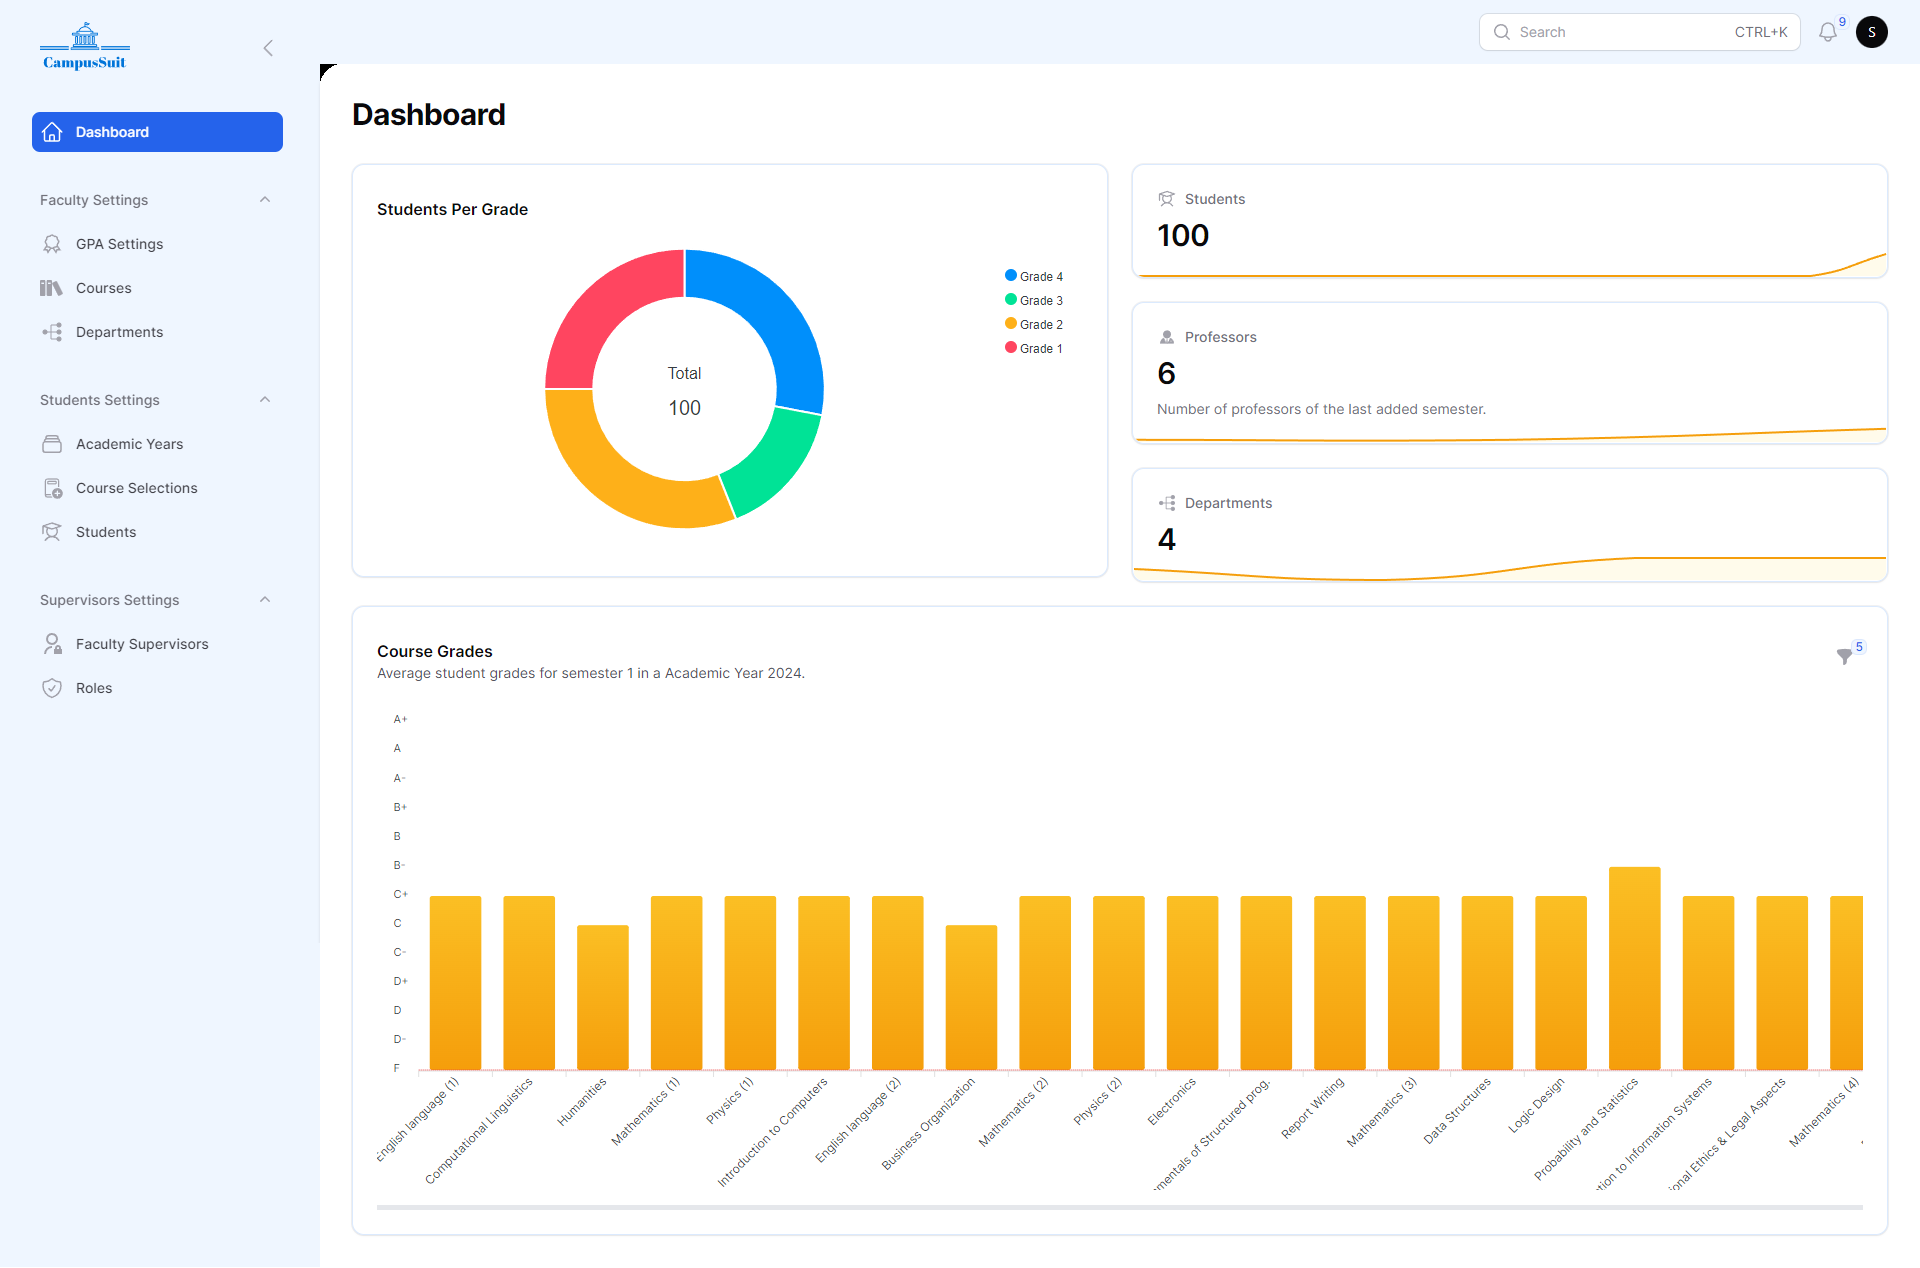 CampusSuit
Search CTRL+K
9
S
Dashboard
Faculty Settings
GPA Settings
Courses
Departments
Students Settings
Academic Years
Course Selections
Students
Supervisors Settings
Faculty Supervisors
Roles
Dashboard
Students Per Grade
Total
100
Grade 4
Grade 3
Grade 2
Grade 1
Students
100
Professors
6
Number of professors of the last added semester.
Departments
4
Course Grades
Average student grades for semester 1 in a Academic Year 2024.
5
A+
A
A-
B+
B
B-
C+
C
C-
D+
D
D-
F
English language (1)
Computational Linguistics
Humanities
Mathematics (1)
Physics (1)
Introduction to Computers
English language (2)
Business Organization
Mathematics (2)
Physics (2)
Electronics
mentals of Structured prog.
Report Writing
Mathematics (3)
Data Structures
Logic Design
Probability and Statistics
tion to Information Systems
ional Ethics & Legal Aspects
Mathematics (4)